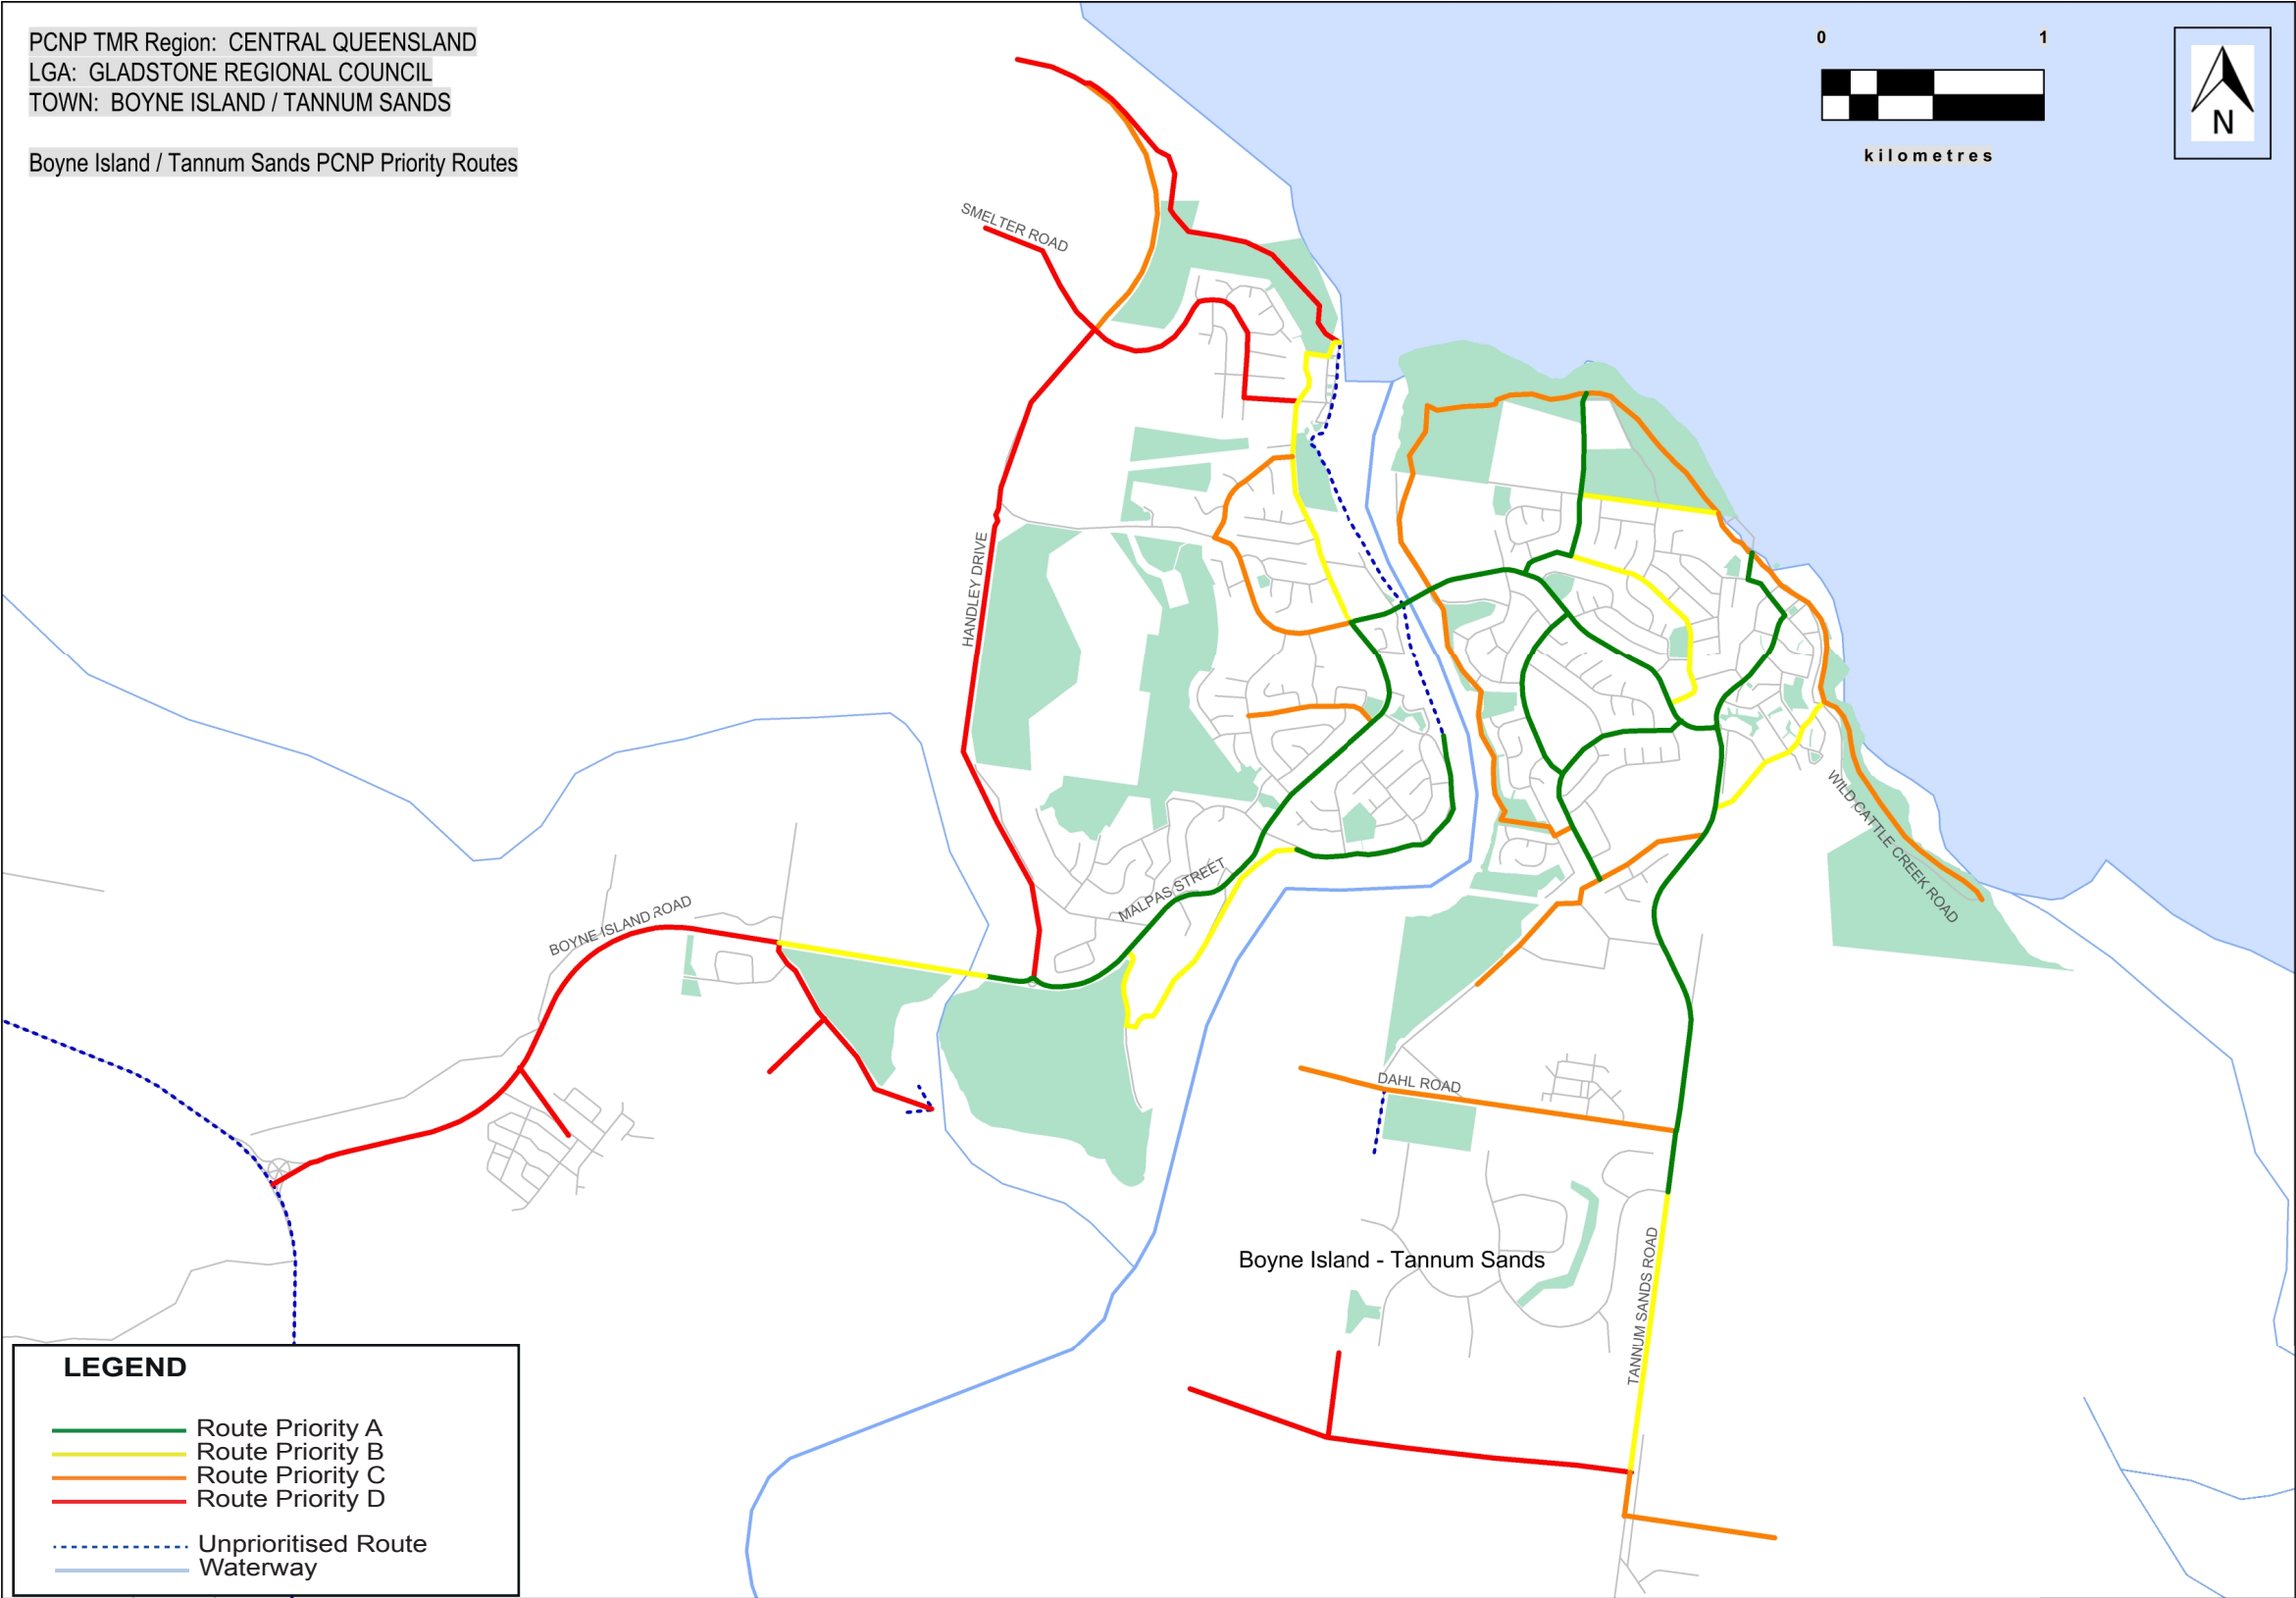 PCNP TMR Region: CENTRAL QUEENSLAND
LGA: GLADSTONE REGIONAL COUNCIL
TOWN: BOYNE ISLAND / TANNUM SANDS
Boyne Island / Tannum Sands PCNP Priority Routes
0 1
kilometres
N
SMELTER ROAD
HANDLEY DRIVE
WILD CATTLE CREEK ROAD
MALPAS STREET
BOYNE ISLAND ROAD
DAHL ROAD
Boyne Island - Tannum Sands
TANNUM SANDS ROAD
LEGEND
Route Priority A
Route Priority B
Route Priority C
Route Priority D
Unprioritised Route
Waterway